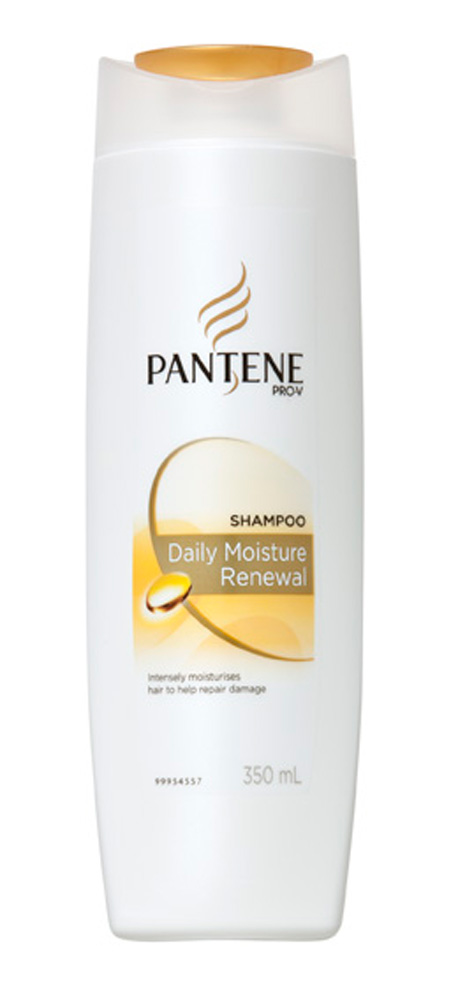 PANTENE
PRO-V
SHAMPOO
Daily Moisture
Renewal
Intensely moisturises
hair to help repair damage
99954557 350 mL